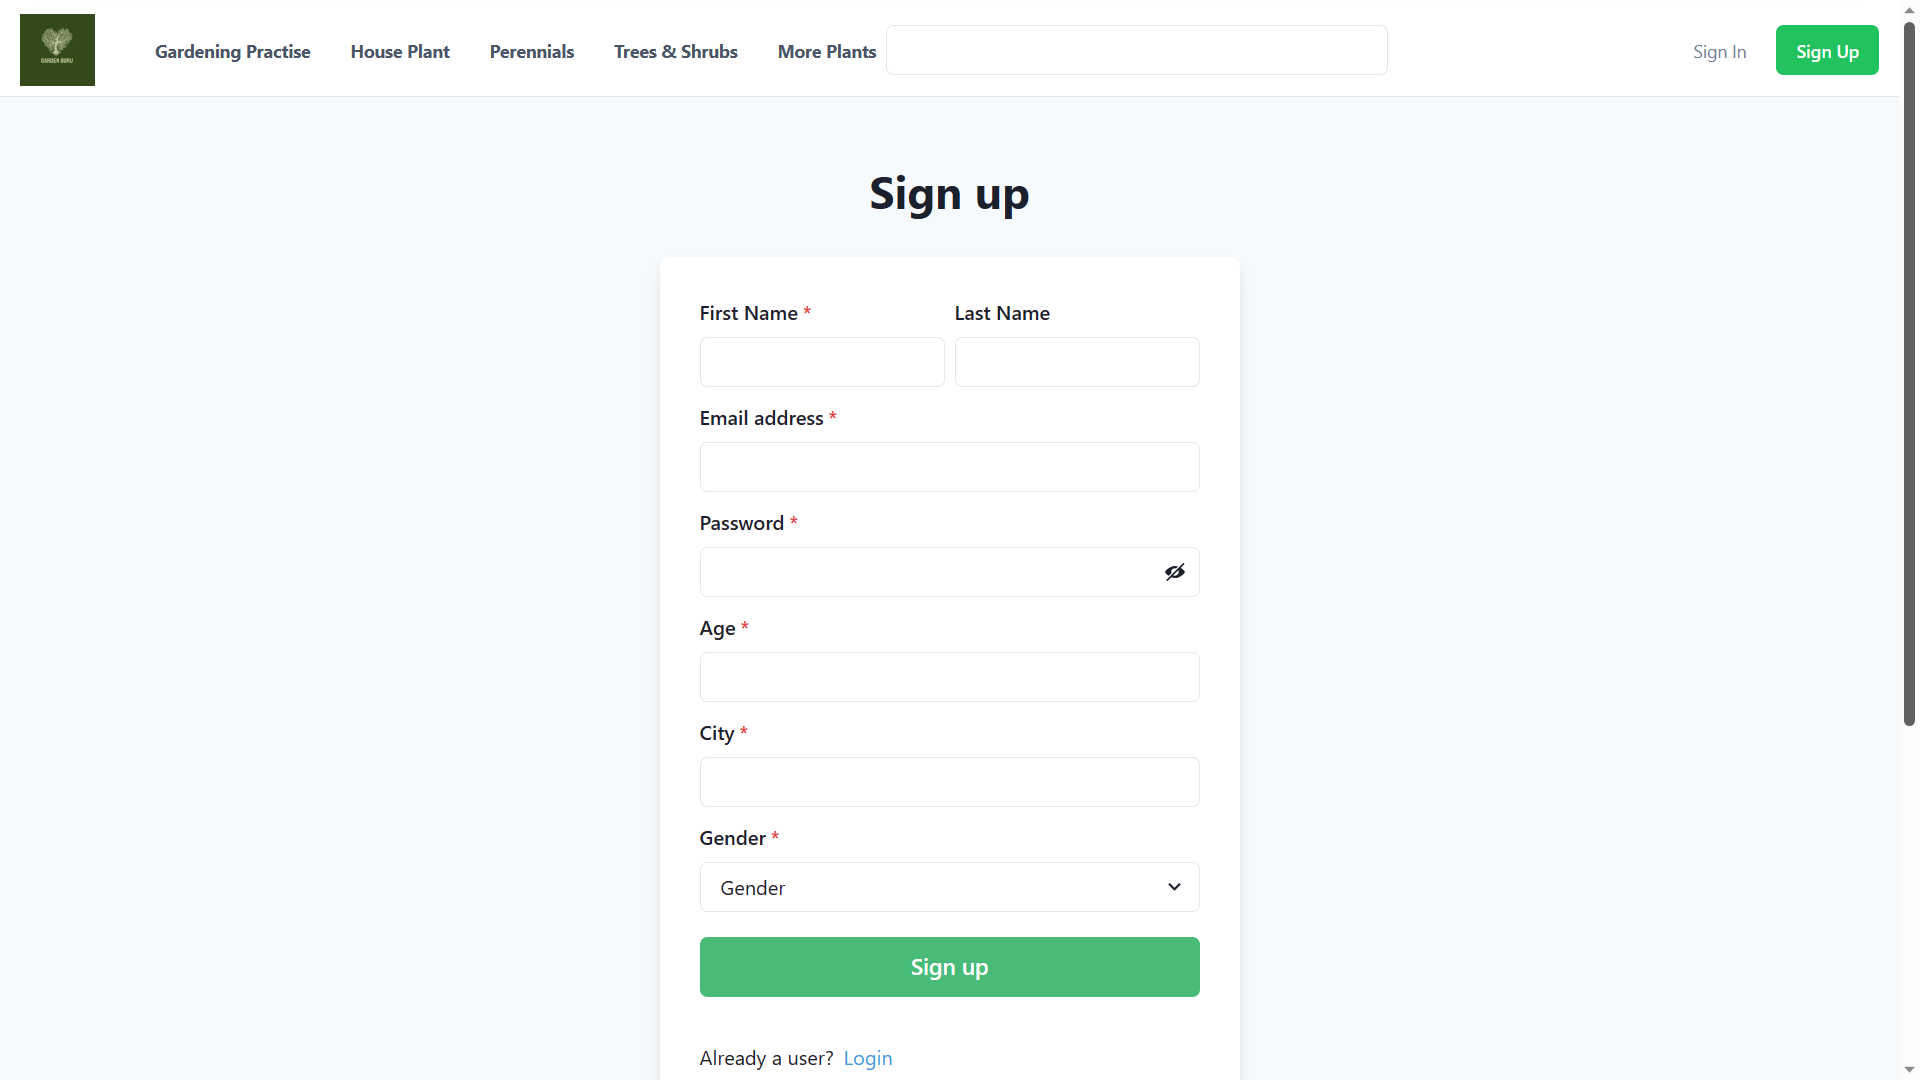 GARDEN GURU
Gardening Practise House Plant Perennials Trees & Shrubs More Plants Sign In Sign Up
Sign up
First Name * Last Name
Email address *
Password *
Age *
City *
Gender *
Gender
Sign up
Already a user? Login